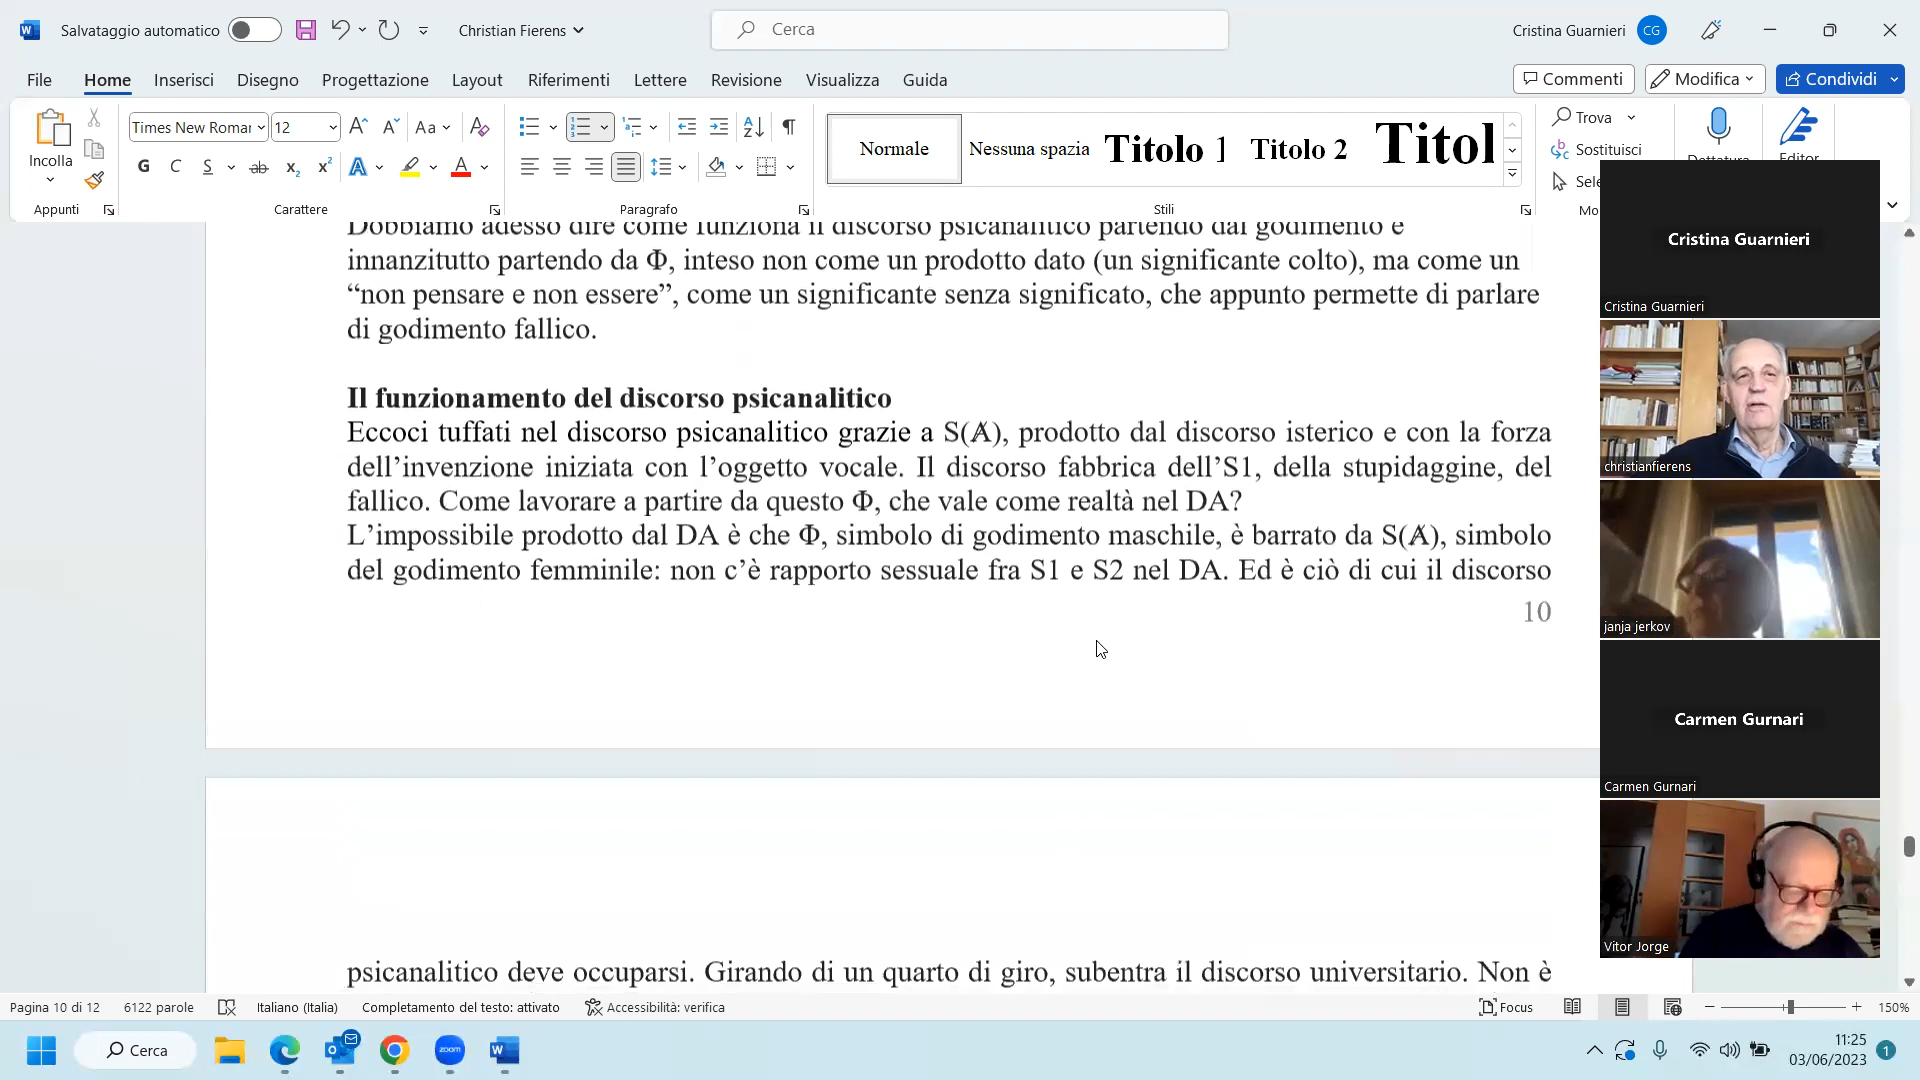 Salvataggio automatico
Christian Fierens
Cerca
Cristina Guarnieri
CG
File
Home
Inserisci
Disegno
Progettazione
Layout
Riferimenti
Lettere
Revisione
Visualizza
Guida
Commenti
Modifica
Condividi
Incolla
Appunti
Times New Roman
12
Carattere
Paragrafo
Normale
Nessuna spazia
Titolo 1
Titolo 2
Titol
Stili
Trova
Sostituisci
Sele
Mo
Dettatura
Editor
Dobbiamo adesso dire come funziona il discorso psicanalitico partendo dal godimento e
innanzitutto partendo da Φ, inteso non come un prodotto dato (un significante colto), ma come un
“non pensare e non essere”, come un significante senza significato, che appunto permette di parlare
di godimento fallico.
Il funzionamento del discorso psicanalitico
Eccoci tuffati nel discorso psicanalitico grazie a S(Ⱥ), prodotto dal discorso isterico e con la forza
dell’invenzione iniziata con l’oggetto vocale. Il discorso fabbrica dell’S1, della stupidaggine, del
fallico. Come lavorare a partire da questo Φ, che vale come realtà nel DA?
L’impossibile prodotto dal DA è che Φ, simbolo di godimento maschile, è barrato da S(Ⱥ), simbolo
del godimento femminile: non c’è rapporto sessuale fra S1 e S2 nel DA. Ed è ciò di cui il discorso
10
psicanalitico deve occuparsi. Girando di un quarto di giro, subentra il discorso universitario. Non è
Cristina Guarnieri
Cristina Guarnieri
christianfierens
janja jerkov
Carmen Gurnari
Carmen Gurnari
Vitor Jorge
Pagina 10 di 12
6122 parole
Italiano (Italia)
Completamento del testo: attivato
Accessibilità: verifica
Focus
150%
Cerca
zoom
11:25
03/06/2023
1